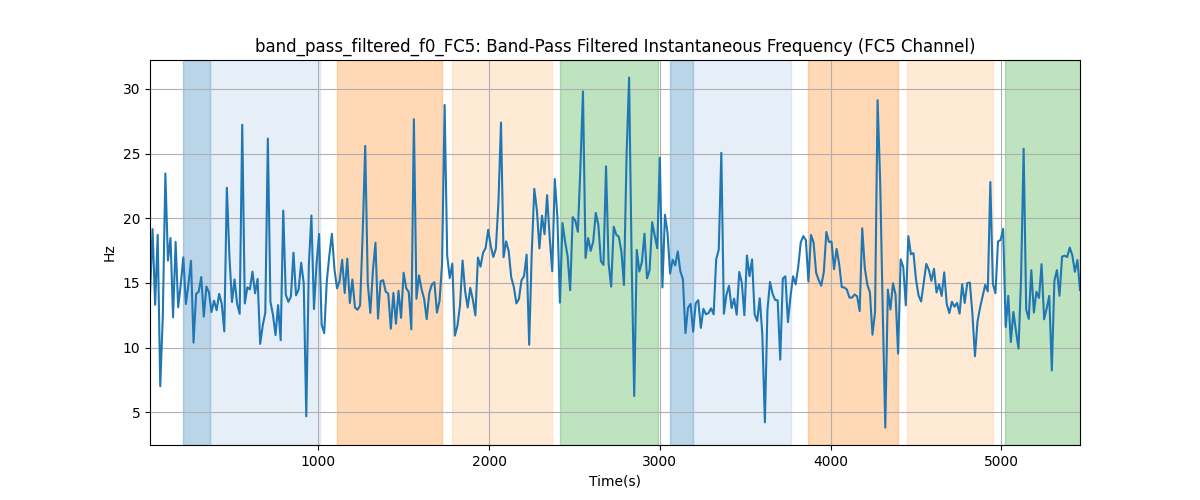 band_pass_filtered_f0_FC5: Band-Pass Filtered Instantaneous Frequency (FC5 Channel)
30
25
20
15
10
5
Hz
1000 2000 3000 4000 5000
Time(s)